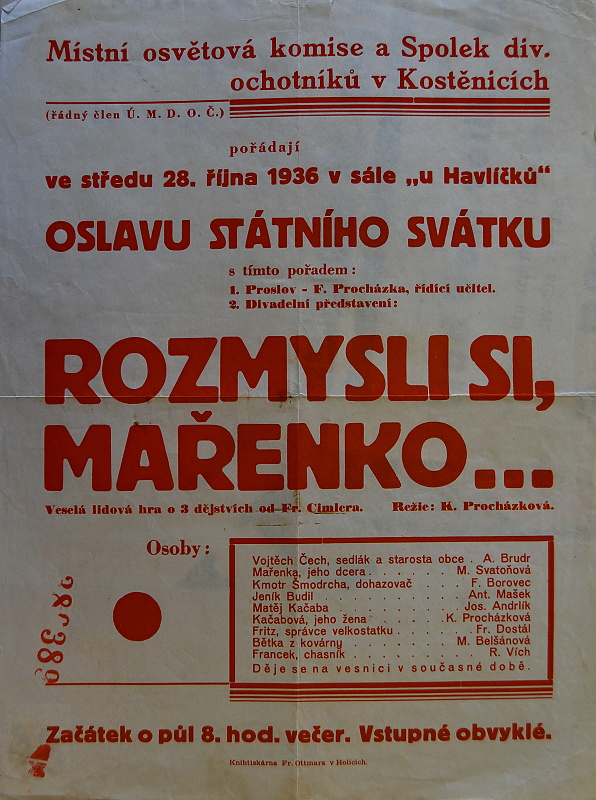 Místní osvětová komise a Spolek div.
ochotníků v Kostěnicích
(řádný člen Ú. M. D. O. Č.)
pořádají
ve středu 28. října 1936 v sále „u Havlíčků“
OSLAVU STÁTNÍHO SVÁTKU
s tímto pořadem:
1. Proslov - F. Procházka, řídící učitel.
2. Divadelní představení:
ROZMYSLI SI,
MAŘENKO...
Veselá lidová hra o 3 dějstvích od Fr. Cimlera. Režie: K. Procházková.
Osoby:
Vojtěch Čech, sedlák a starosta obce . A. Brudr
Mařenka, jeho dcera . . . . . . . M. Svatoňová
Kmotr Šmodrcha, dohazovač . . . . F. Borovec
Jeník Budil . . . . . . . . . . Ant. Mašek
Matěj Kačaba . . . . . . . . . Jos. Andrlík
Kačabová, jeho žena . . . . . K. Procházková
Fritz, správce velkostatku . . . . . Fr. Dostál
Bětka z kovárny . . . . . . . M. Belšánová
Francek, chasník . . . . . . . . . R. Vích
Děje se na vesnici v současné době.
Začátek o půl 8. hod. večer. Vstupné obvyklé.
Knihtiskárna Fr. Ottmara v Holicích.